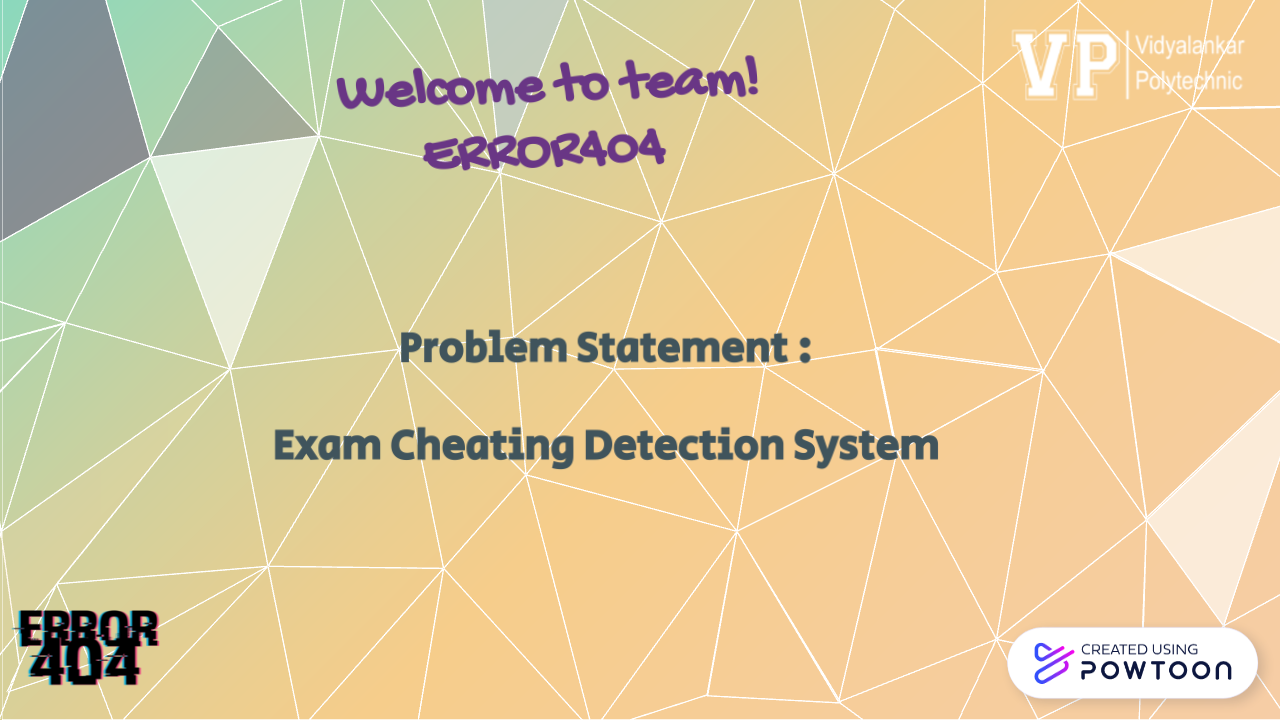 Welcome to team!
ERROR404
VP
Vidyalankar
Polytechnic
Problem Statement :
Exam Cheating Detection System
ERROR
404
CREATED USING
POWTOON